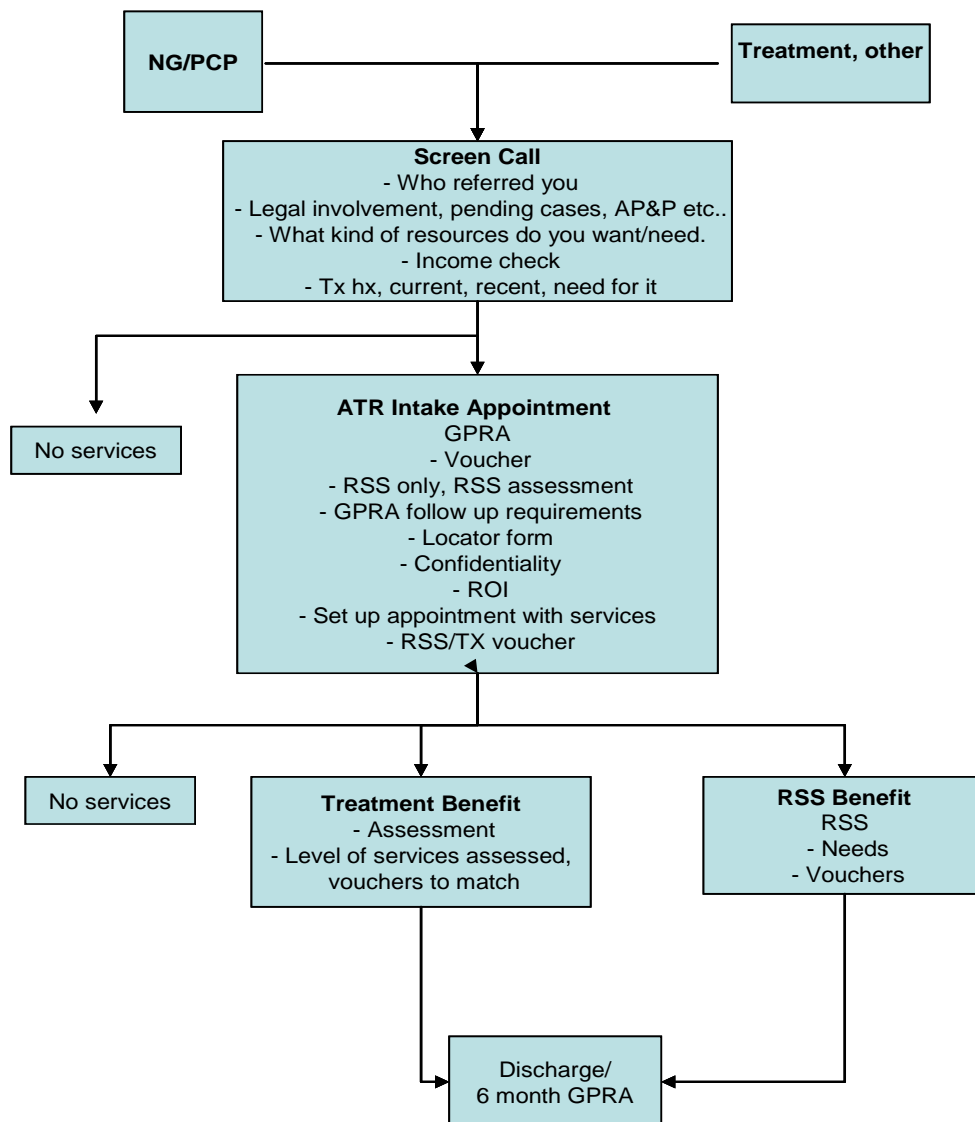 NG/PCP
Treatment, other
Screen Call
- Who referred you
- Legal involvement, pending cases, AP&P etc..
- What kind of resources do you want/need.
- Income check
- Tx hx, current, recent, need for it
No services
ATR Intake Appointment
GPRA
- Voucher
- RSS only, RSS assessment
- GPRA follow up requirements
- Locator form
- Confidentiality
- ROI
- Set up appointment with services
- RSS/TX voucher
No services
Treatment Benefit
- Assessment
- Level of services assessed,
vouchers to match
RSS Benefit
RSS
- Needs
- Vouchers
Discharge/
6 month GPRA